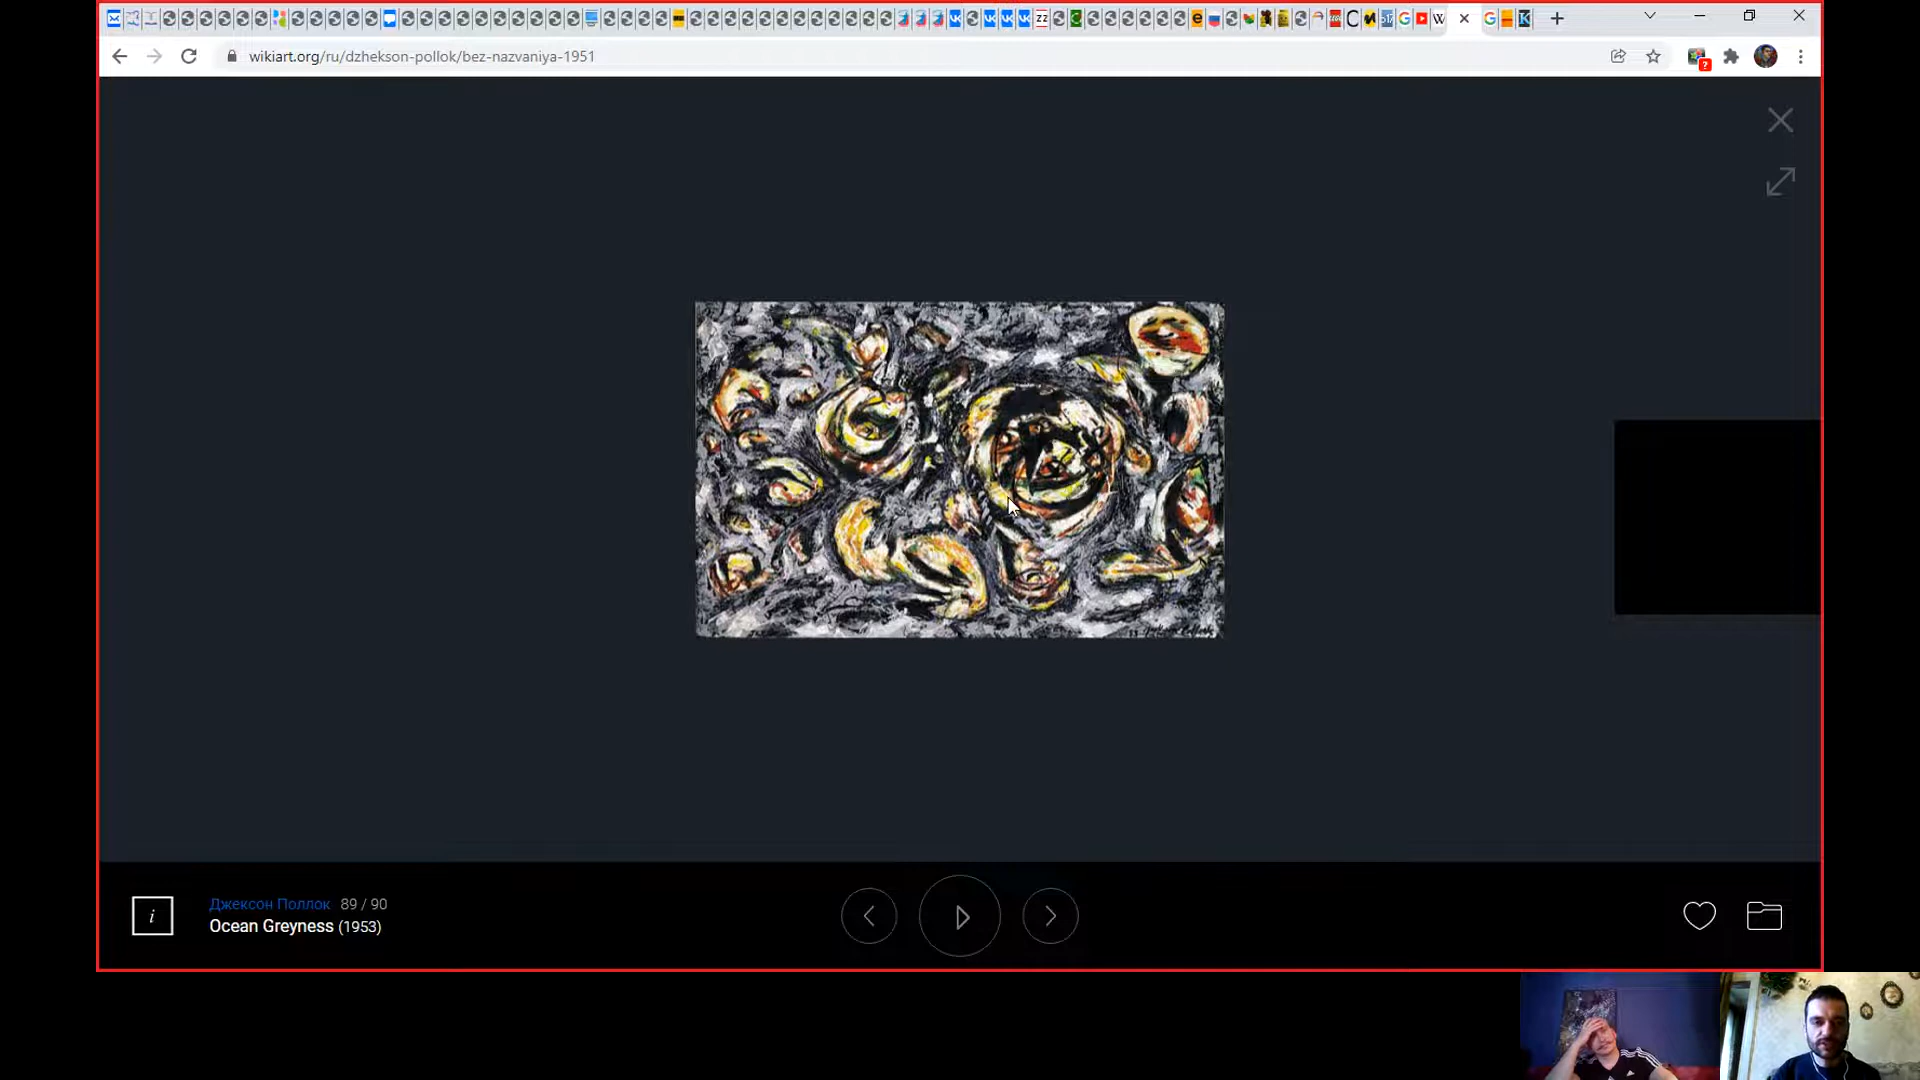 wikiart.org/ru/dzhekson-pollok/bez-nazvaniya-1951
Джексон Поллок 89 / 90
Ocean Greyness (1953)